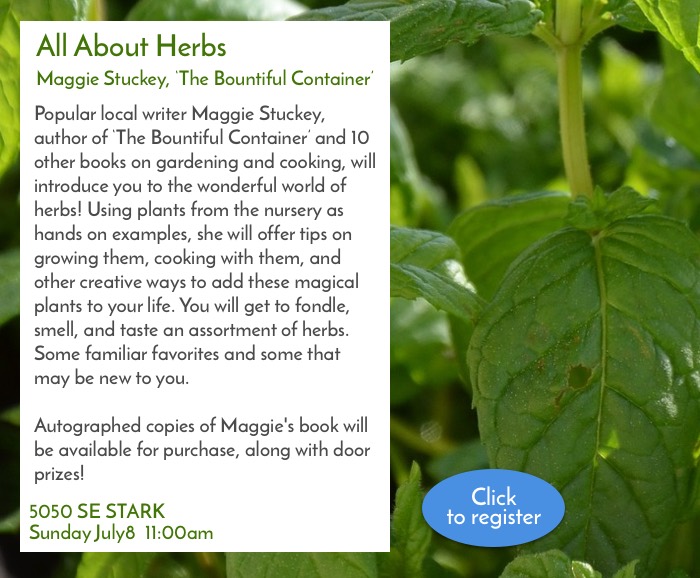 All About Herbs
Maggie Stuckey, ‘The Bountiful Container’
Popular local writer Maggie Stuckey,
author of ‘The Bountiful Container’ and 10
other books on gardening and cooking, will
introduce you to the wonderful world of
herbs! Using plants from the nursery as
hands on examples, she will offer tips on
growing them, cooking with them, and
other creative ways to add these magical
plants to your life. You will get to fondle,
smell, and taste an assortment of herbs.
Some familiar favorites and some that
may be new to you.
Autographed copies of Maggie's book will
be available for purchase, along with door
prizes!
5050 SE STARK
Sunday July8 11:00am
Click
to register